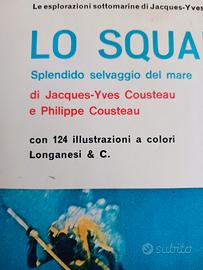 Le esplorazioni sottomarine di Jacques-Yves
LO SQUA
Splendido selvaggio del mare
di Jacques-Yves Cousteau
e Philippe Cousteau
con 124 illustrazioni a colori
Longanesi & C.
subito